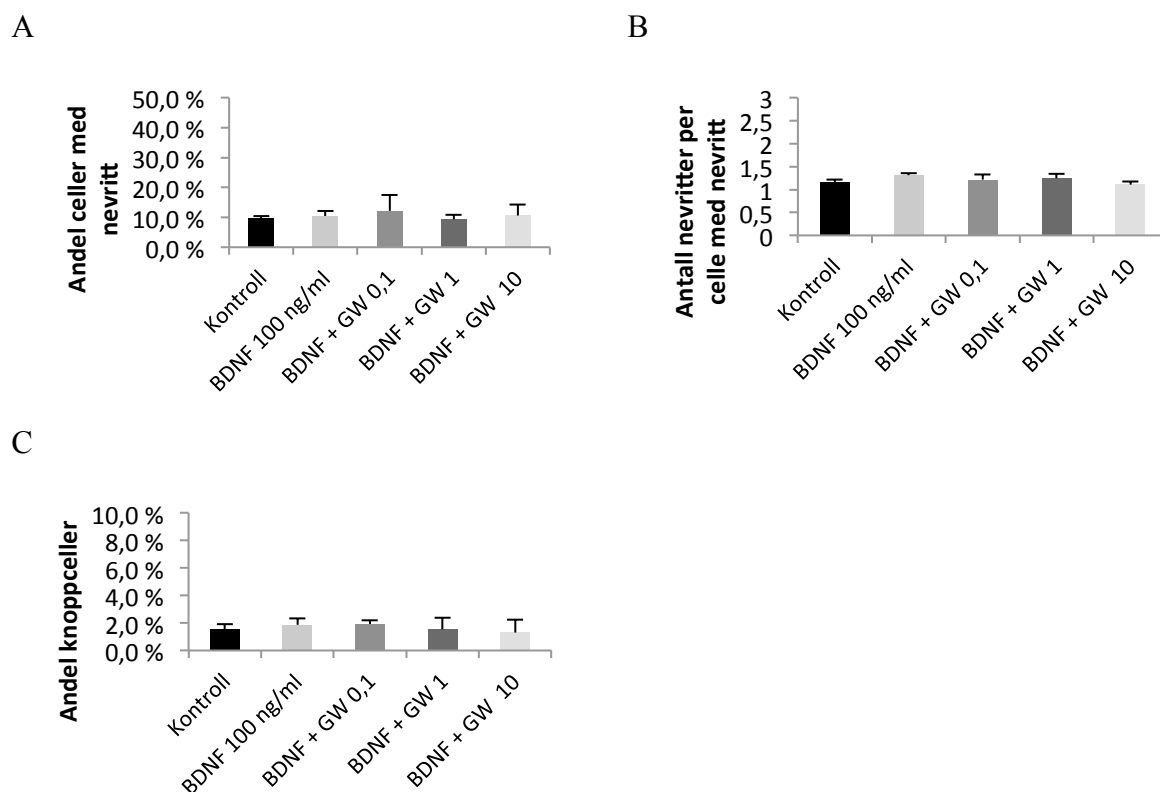 A
Andel celler med
nevritt
50,0 %
40,0 %
30,0 %
20,0 %
10,0 %
0,0 %
Kontroll
BDNF 100 ng/ml
BDNF + GW 0,1
BDNF + GW 1
BDNF + GW  10
B
Antall nevritter per
celle med nevritt
3
2,5
2
1,5
1
0,5
0
Kontroll
BDNF 100 ng/ml
BDNF + GW 0,1
BDNF + GW 1
BDNF + GW  10
C
Andel knoppceller
10,0 %
8,0 %
6,0 %
4,0 %
2,0 %
0,0 %
Kontroll
BDNF 100 ng/ml
BDNF + GW 0,1
BDNF + GW 1
BDNF + GW  10